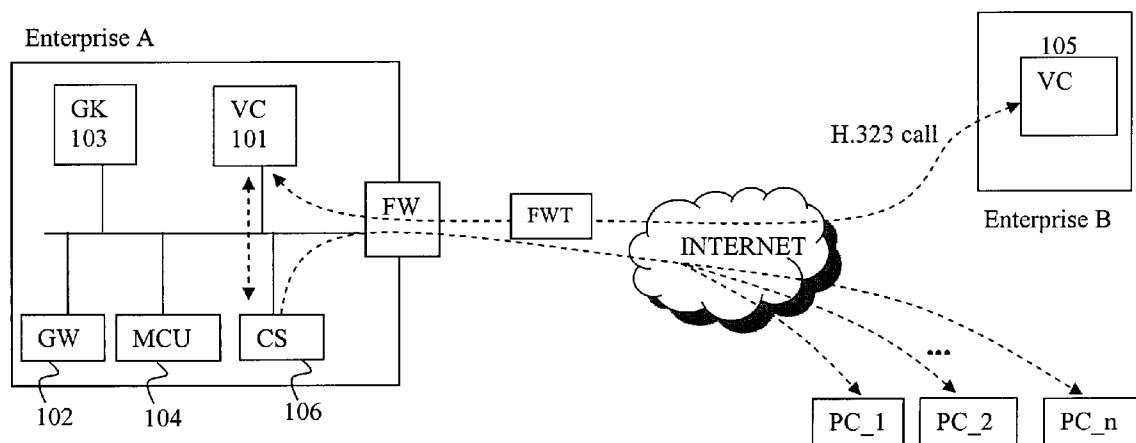 Enterprise A
GK
103
VC
101
FW
FWT
H.323 call
105
VC
Enterprise B
INTERNET
GW
MCU
CS
102
104
106
...
PC_1
PC_2
PC_n